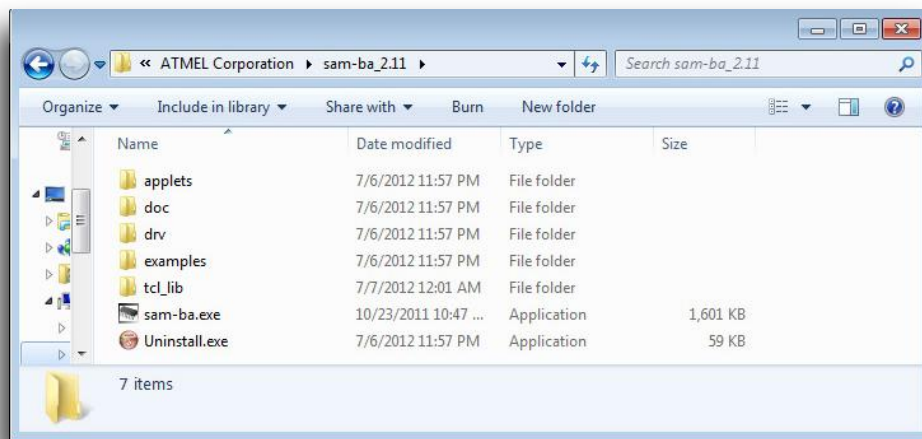 « ATMEL Corporation ▸ sam-ba_2.11 ▸ Search sam-ba_2.11
Organize Include in library Share with Burn New folder
Name Date modified Type Size
applets 7/6/2012 11:57 PM File folder
doc 7/6/2012 11:57 PM File folder
drv 7/6/2012 11:57 PM File folder
examples 7/6/2012 11:57 PM File folder
tcl_lib 7/7/2012 12:01 AM File folder
sam-ba.exe 10/23/2011 10:47 ... Application 1,601 KB
Uninstall.exe 7/6/2012 11:57 PM Application 59 KB
7 items